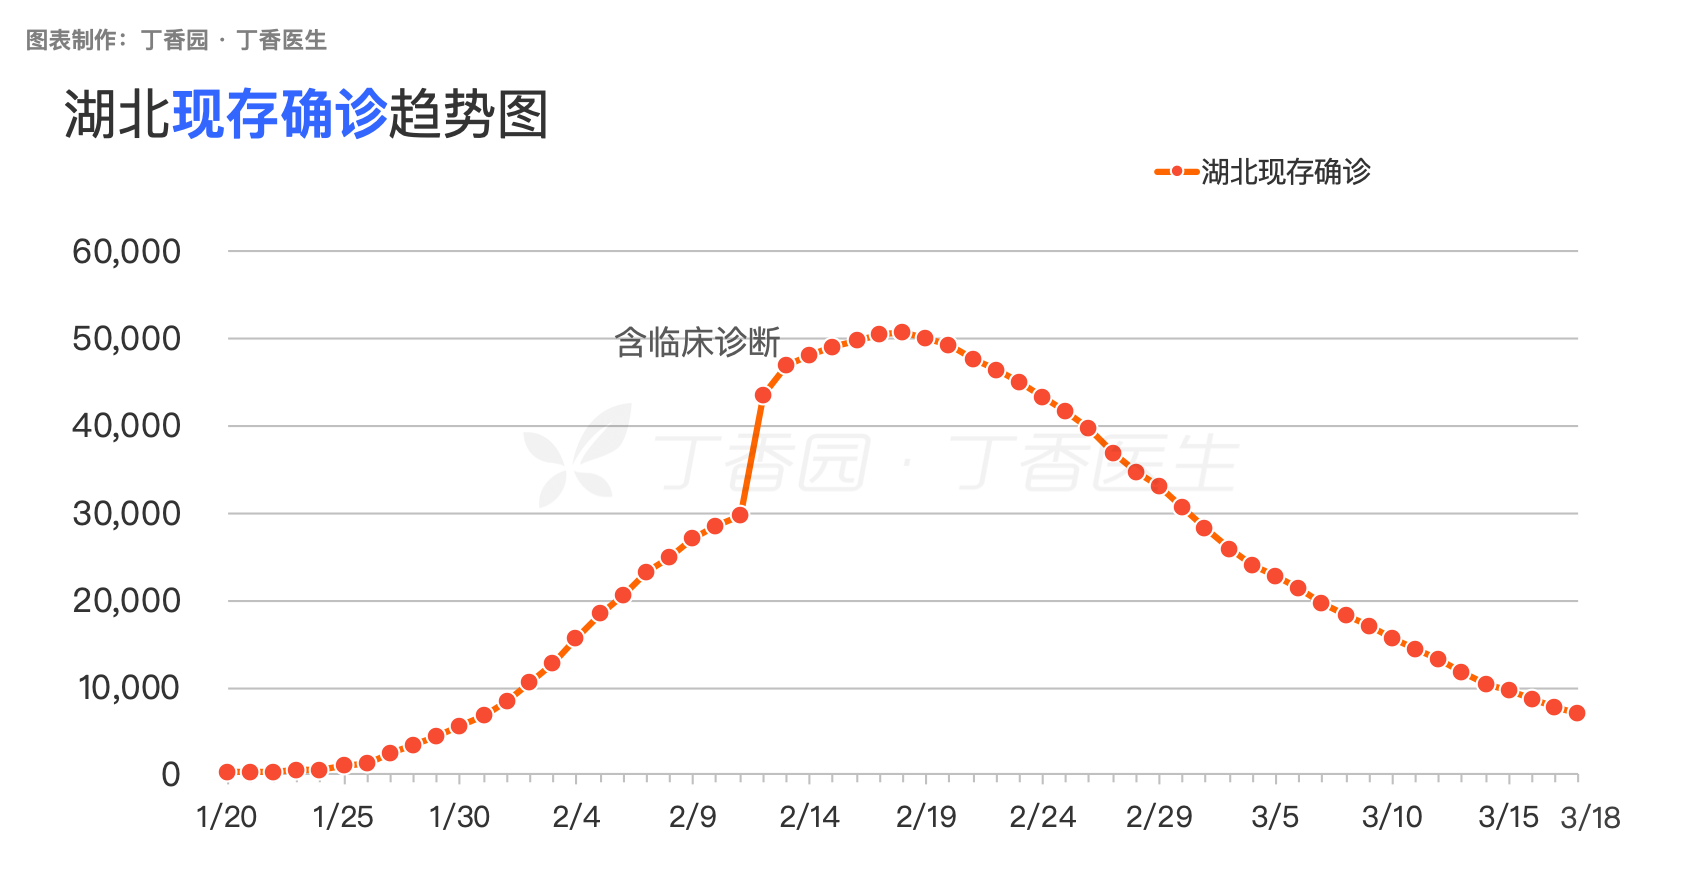 图表制作：丁香园 · 丁香医生
湖北现存确诊趋势图
湖北现存确诊
60,000
50,000
含临床诊断
40,000
丁香园 · 丁香医生
30,000
20,000
10,000
0
1/20 1/25 1/30 2/4 2/9 2/14 2/19 2/24 2/29 3/5 3/10 3/15 3/18